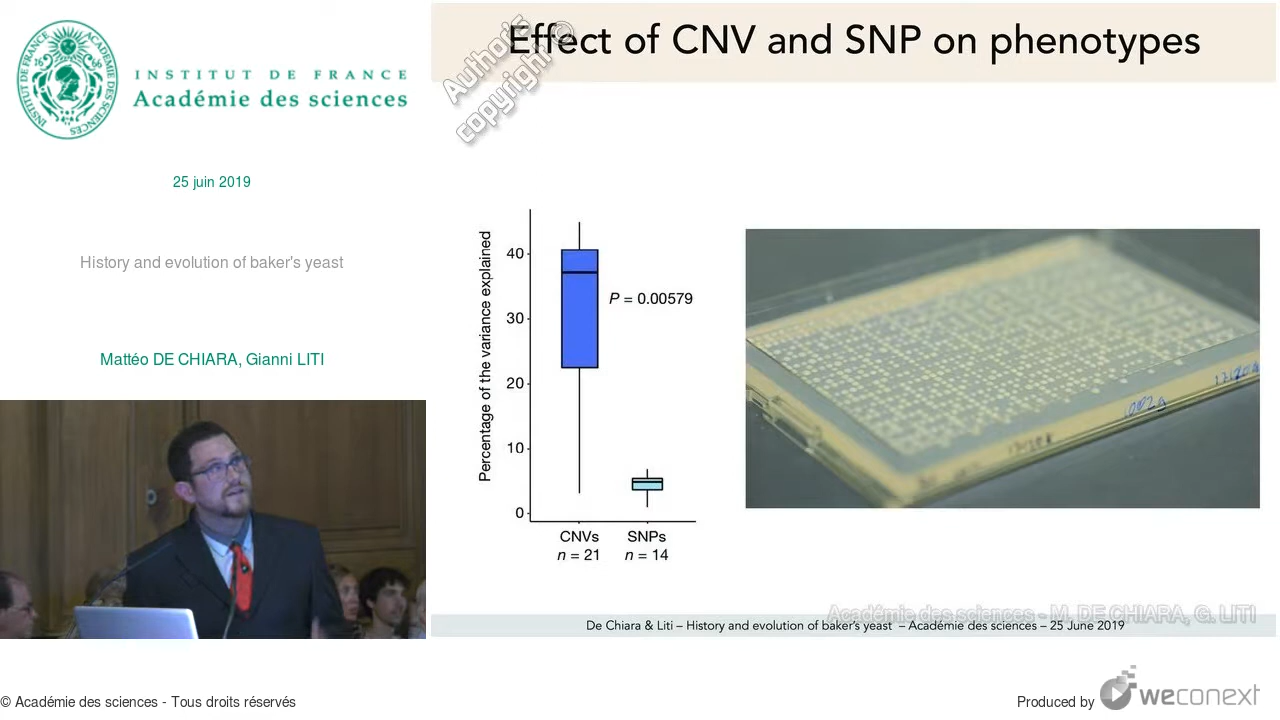 INSTITUT DE FRANCE
Académie des sciences
25 juin 2019
History and evolution of baker's yeast
Mattéo DE CHIARA, Gianni LITI
Effect of CNV and SNP on phenotypes
Author's
copyright ©
Percentage of the variance explained
40
30
20
10
0
P = 0.00579
CNVs
SNPs
n = 21
n = 14
Académie des sciences - M. DE CHIARA, G. LITI
De Chiara & Liti – History and evolution of baker's yeast – Académie des sciences – 25 June 2019
© Académie des sciences - Tous droits réservés
Produced by
weconext